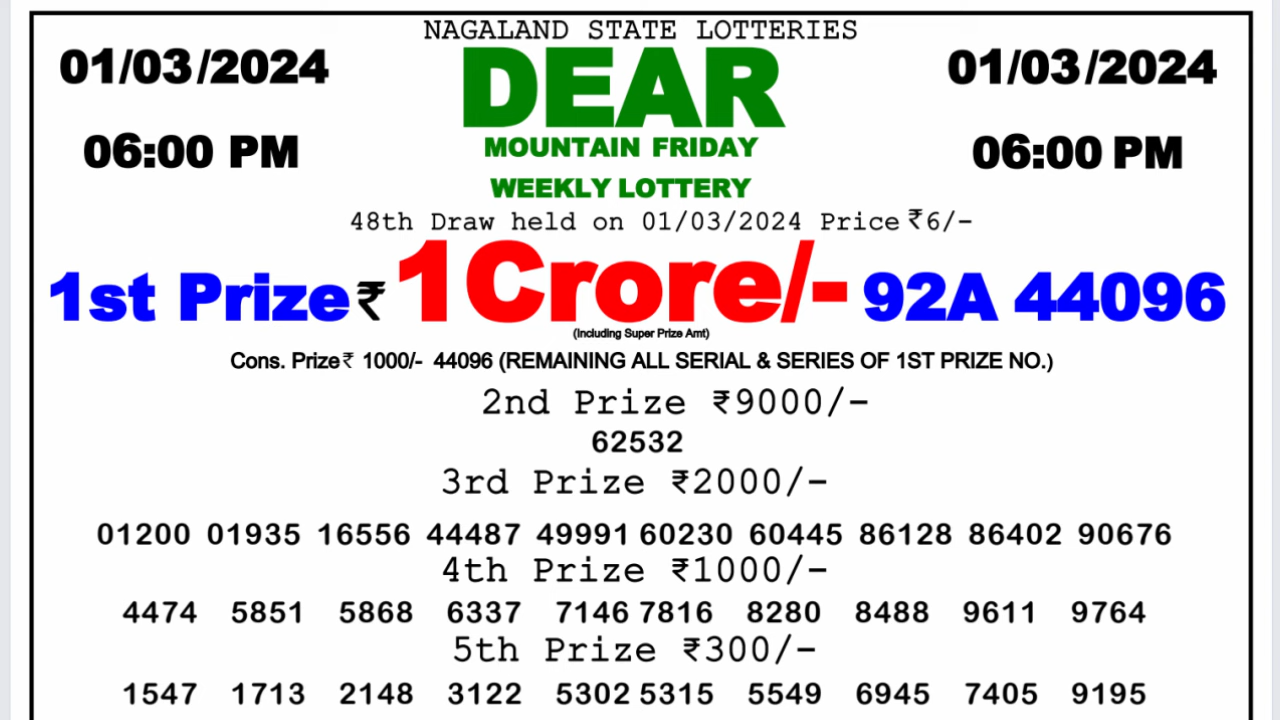 NAGALAND STATE LOTTERIES
01/03/2024 DEAR 01/03/2024
06:00 PM MOUNTAIN FRIDAY 06:00 PM
WEEKLY LOTTERY
48th Draw held on 01/03/2024 Price ₹6/-
1st Prize ₹ 1Crore/- 92A 44096
(Including Super Prize Amt)
Cons. Prize ₹ 1000/- 44096 (REMAINING ALL SERIAL & SERIES OF 1ST PRIZE NO.)
2nd Prize ₹9000/-
62532
3rd Prize ₹2000/-
01200 01935 16556 44487 49991 60230 60445 86128 86402 90676
4th Prize ₹1000/-
4474 5851 5868 6337 7146 7816 8280 8488 9611 9764
5th Prize ₹300/-
1547 1713 2148 3122 5302 5315 5549 6945 7405 9195